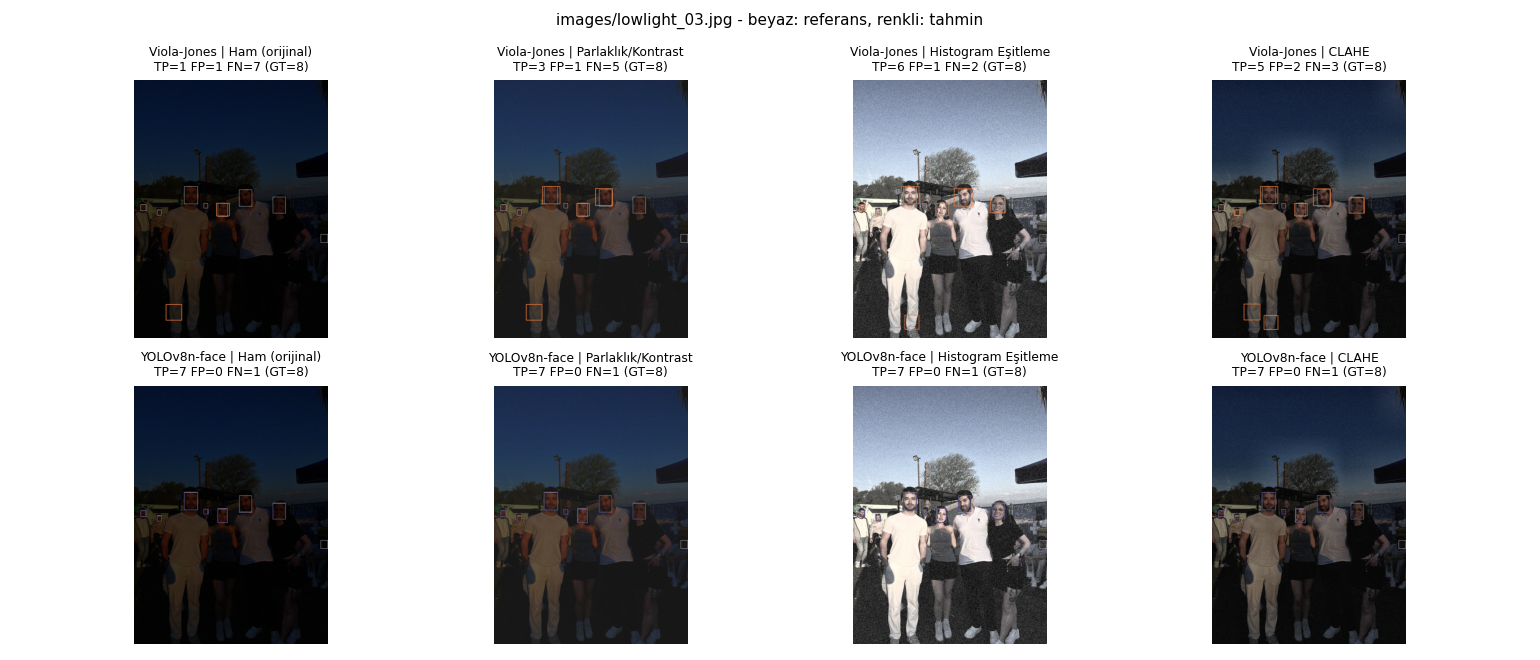 images/lowlight_03.jpg - beyaz: referans, renkli: tahmin
Viola-Jones | Ham (orijinal)
TP=1 FP=1 FN=7 (GT=8)
Viola-Jones | Parlaklık/Kontrast
TP=3 FP=1 FN=5 (GT=8)
Viola-Jones | Histogram Eşitleme
TP=6 FP=1 FN=2 (GT=8)
Viola-Jones | CLAHE
TP=5 FP=2 FN=3 (GT=8)
YOLOv8n-face | Ham (orijinal)
TP=7 FP=0 FN=1 (GT=8)
YOLOv8n-face | Parlaklık/Kontrast
TP=7 FP=0 FN=1 (GT=8)
YOLOv8n-face | Histogram Eşitleme
TP=7 FP=0 FN=1 (GT=8)
YOLOv8n-face | CLAHE
TP=7 FP=0 FN=1 (GT=8)